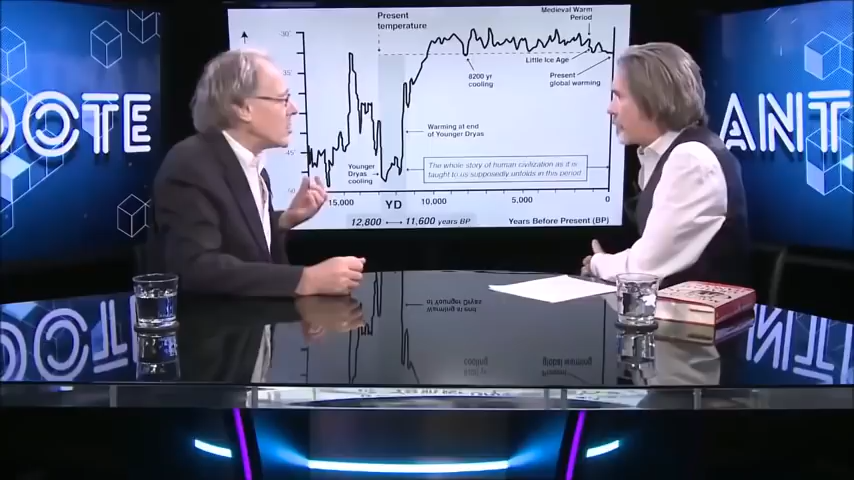 OTE
ANT
Present
temperature
Medieval Warm
Period
Little Ice Age
Present
global warming
8200 yr
cooling
Warming at end
of Younger Dryas
Younger
Dryas
cooling
The whole story of human civilization as it is
taught to us supposedly unfolds in this period
15.000
YD
10,000
5,000
0
12,800
11,600 years BP
Years Before Present (BP)